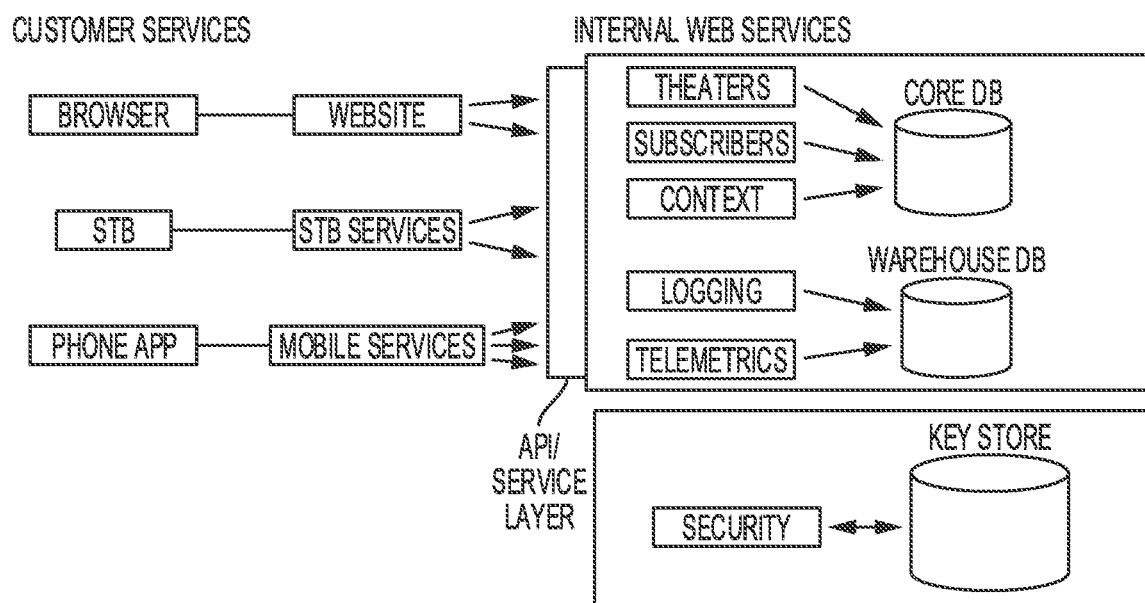 CUSTOMER SERVICES
INTERNAL WEB SERVICES
BROWSER
WEBSITE
STB
STB SERVICES
PHONE APP
MOBILE SERVICES
API/
SERVICE
LAYER
THEATERS
SUBSCRIBERS
CONTEXT
CORE DB
LOGGING
TELEMETRICS
WAREHOUSE DB
SECURITY
KEY STORE